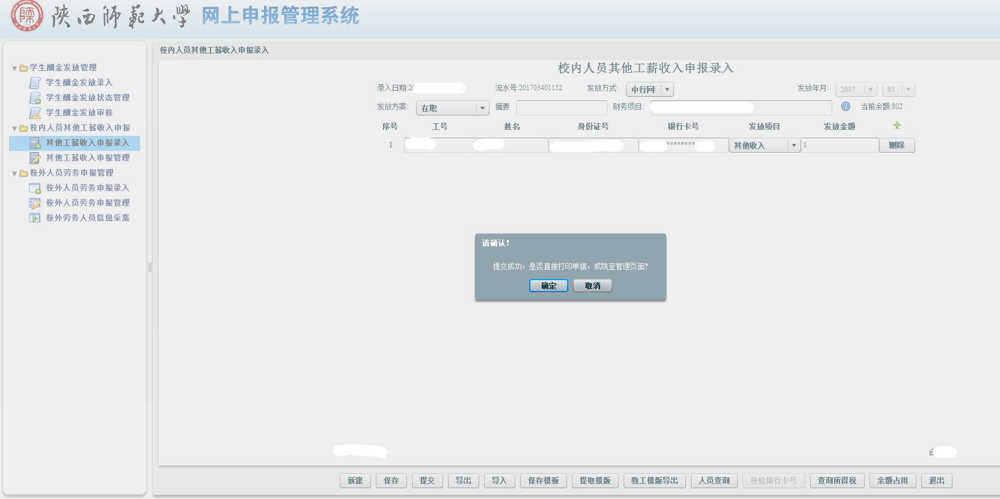 陕西师范大学 网上申报管理系统
学生酬金发放管理
学生酬金发放录入
学生酬金发放状态管理
学生酬金发放审核
校内人员其他工薪收入申报
其他工薪收入申报录入
其他工薪收入申报管理
校外人员劳务申报管理
校外人员劳务申报录入
校外人员劳务申报管理
校外劳务人员信息采集
校内人员其他工薪收入申报录入
校内人员其他工薪收入申报录入
录入日期:20 流水号:201703401152 发放方式: 中行网 发放年月: 2017 03
发放方案: 在职 摘要 财务项目: 当前余额:802
序号 工号 姓名 身份证号 银行卡号 发放项目 发放金额
1 ******** 其他收入 1 删除
请确认!
提交成功，是否直接打印单据，或跳至管理页面?
确定 取消
新建 保存 提交 导出 导入 保存模板 提取模版 教工模版导出 人员查询 校验银行卡号 查询所得税 余额占用 退出